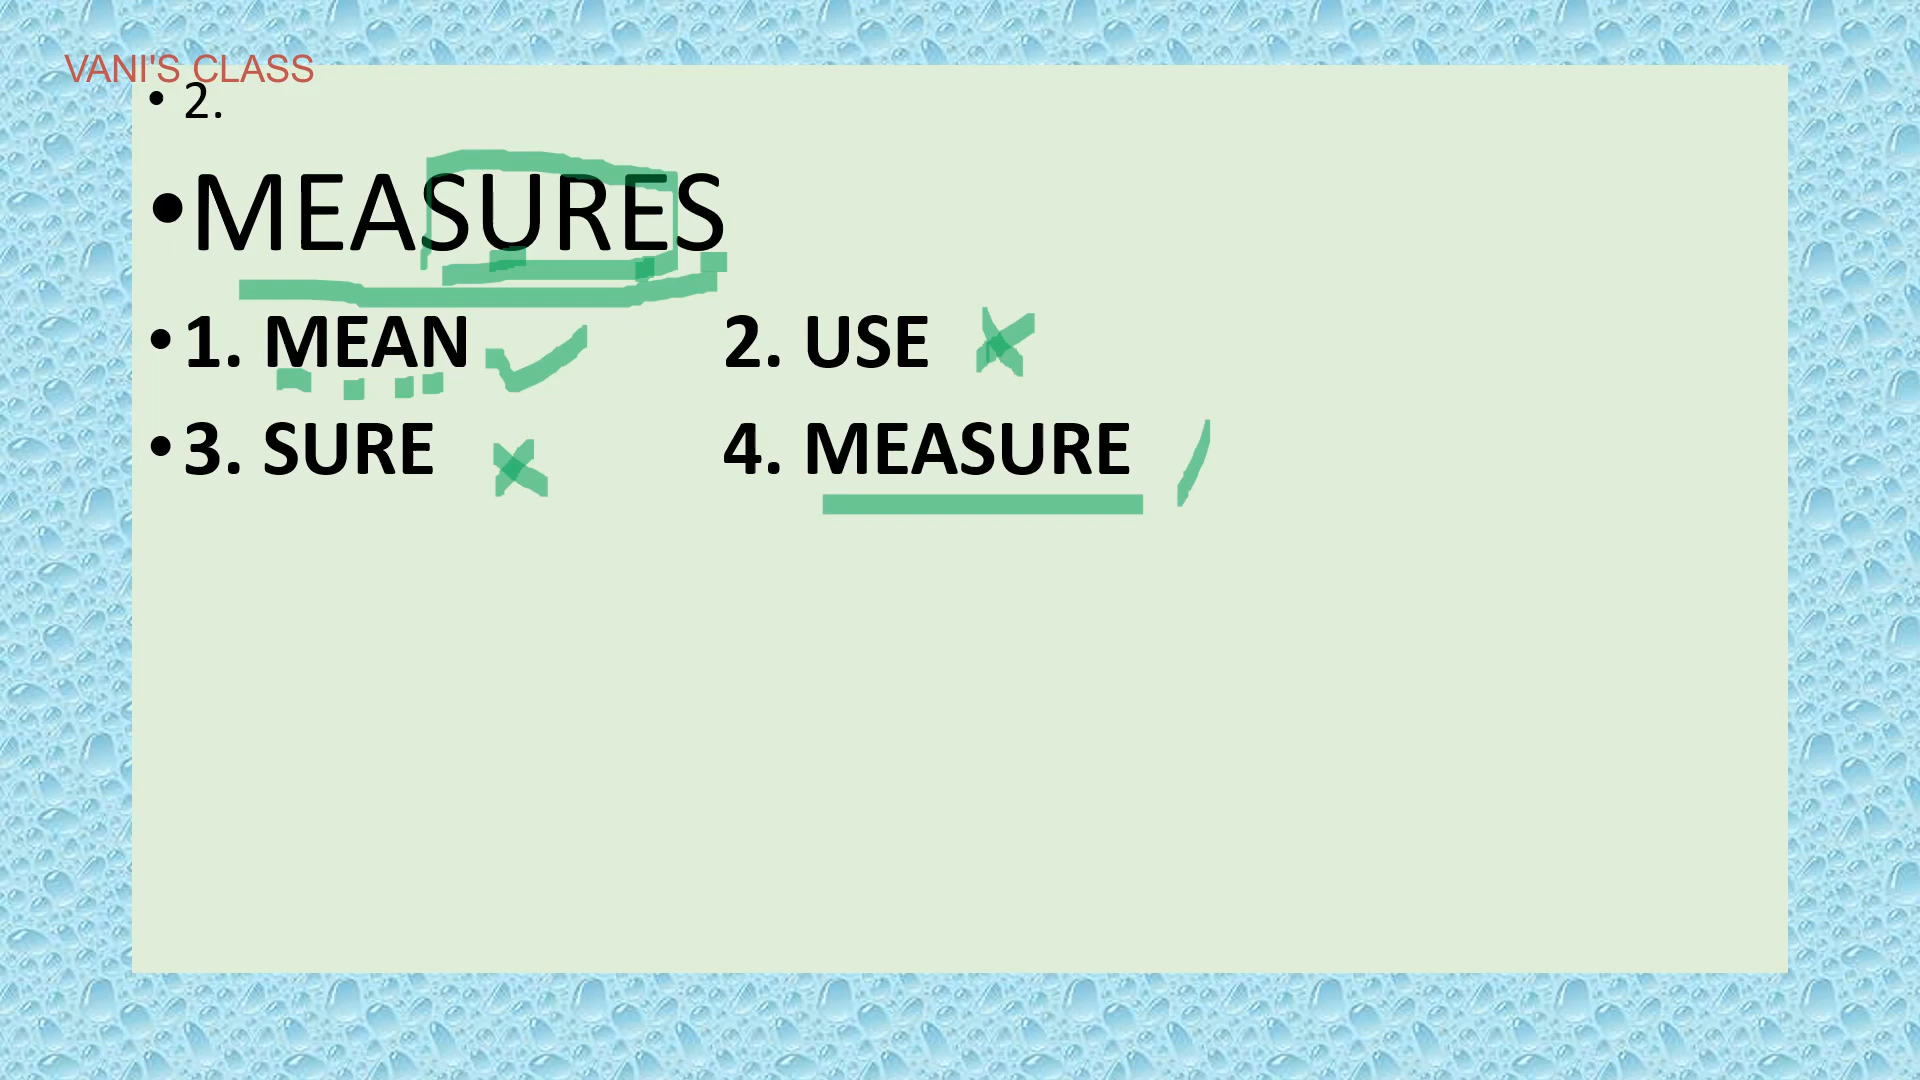 VANI'S CLASS
• 2.
•MEASURES
• 1. MEAN 2. USE
• 3. SURE 4. MEASURE